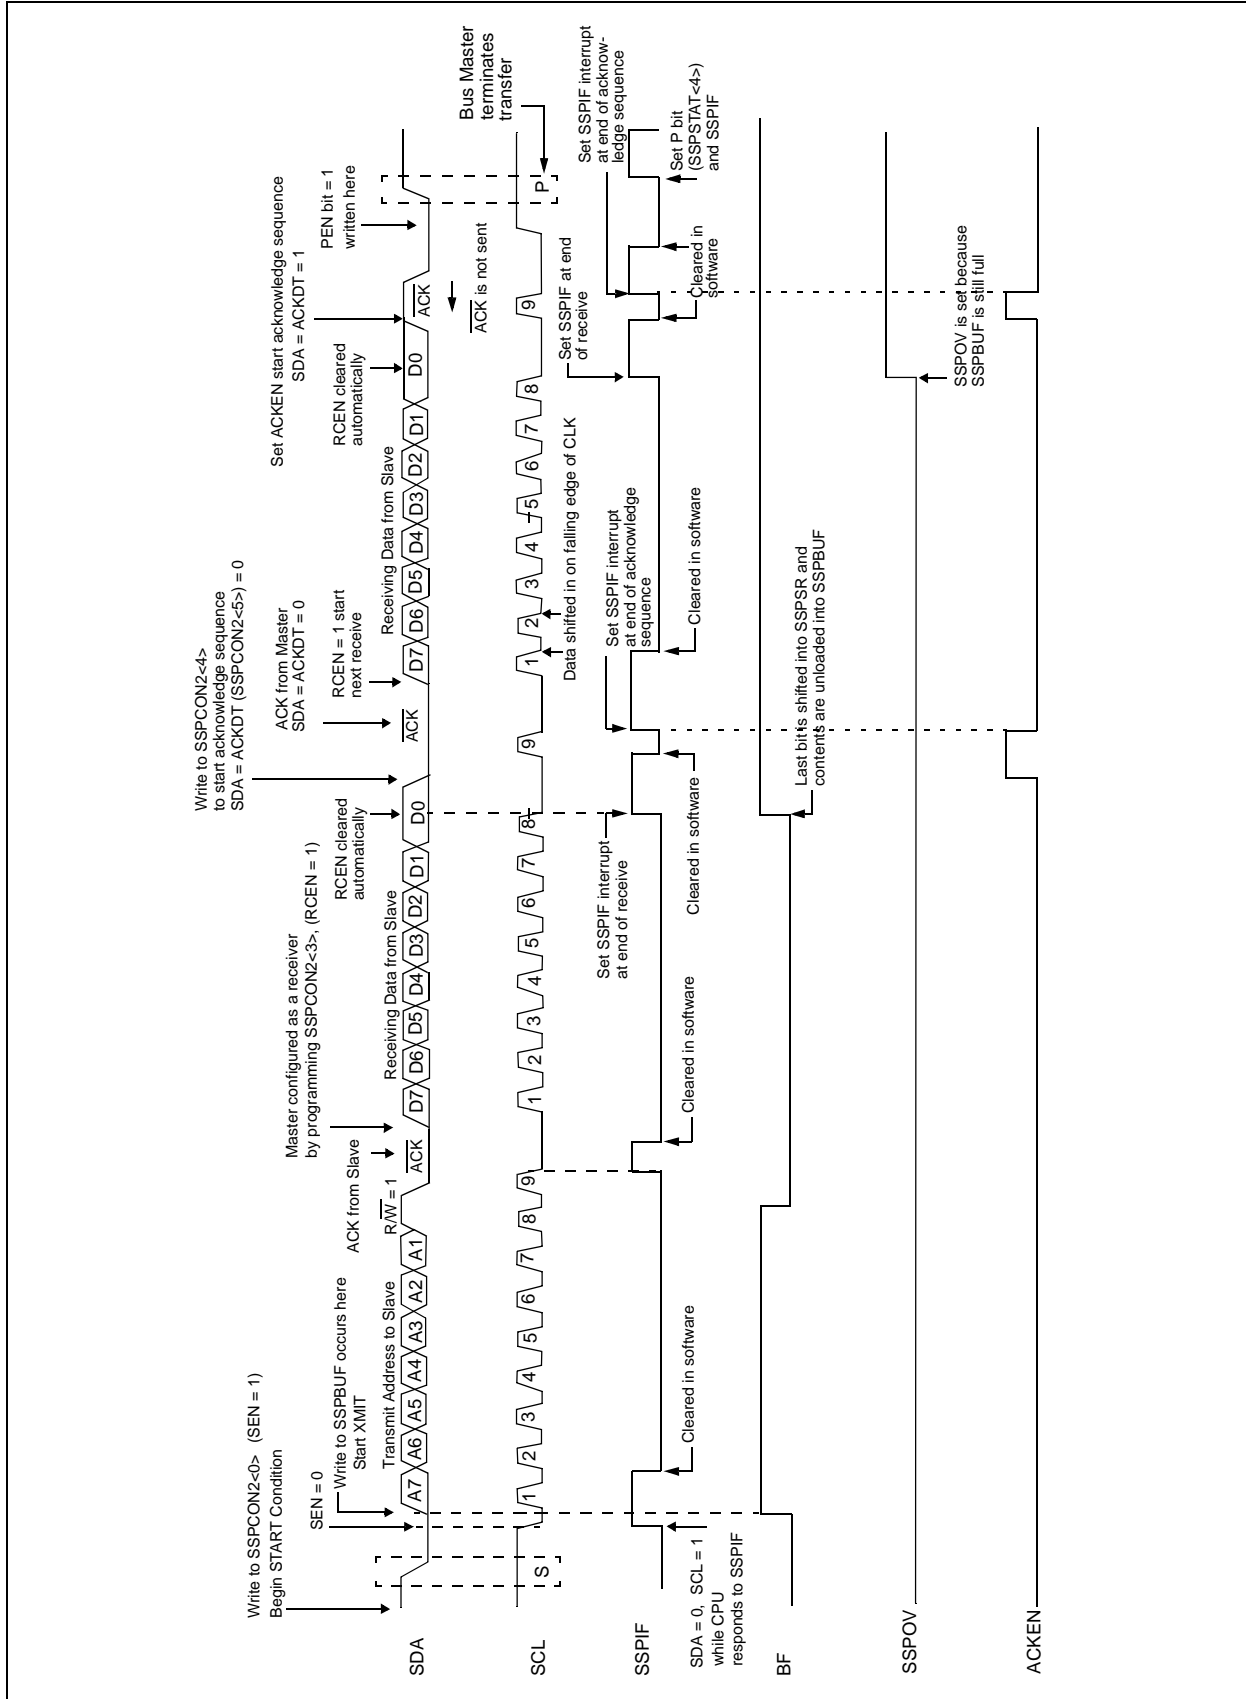 Write to SSPCON2<0> (SEN = 1)
Begin START Condition
SEN = 0
Write to SSPBUF occurs here
Start XMIT
Transmit Address to Slave
ACK from Slave
R/W = 1
Master configured as a receiver
by programming SSPCON2<3>, (RCEN = 1)
Receiving Data from Slave
RCEN cleared
automatically
Write to SSPCON2<4>
to start acknowledge sequence
SDA = ACKDT (SSPCON2<5>) = 0
ACK from Master
SDA = ACKDT = 0
RCEN = 1 start
next receive
Receiving Data from Slave
RCEN cleared
automatically
Set ACKEN start acknowledge sequence
SDA = ACKDT = 1
PEN bit = 1
written here
SDA
A7 A6 A5 A4 A3 A2 A1
ACK
D7 D6 D5 D4 D3 D2 D1 D0
ACK
D7 D6 D5 D4 D3 D2 D1 D0
ACK
ACK is not sent
Bus Master
terminates
transfer
SCL
S
1 2 3 4 5 6 7 8 9
1 2 3 4 5 6 7 8 9
1 2 3 4 5 6 7 8 9
P
Data shifted in on falling edge of CLK
Set SSPIF interrupt
at end of receive
Set SSPIF interrupt
at end of acknowledge
sequence
Set SSPIF at end
of receive
Set SSPIF interrupt
at end of acknow-
ledge sequence
SSPIF
SDA = 0, SCL = 1
while CPU
responds to SSPIF
Cleared in software
Cleared in software
Cleared in software
Cleared in software
Cleared in
software
Set P bit
(SSPSTAT<4>)
and SSPIF
BF
Last bit is shifted into SSPSR and
contents are unloaded into SSPBUF
SSPOV
SSPOV is set because
SSPBUF is still full
ACKEN